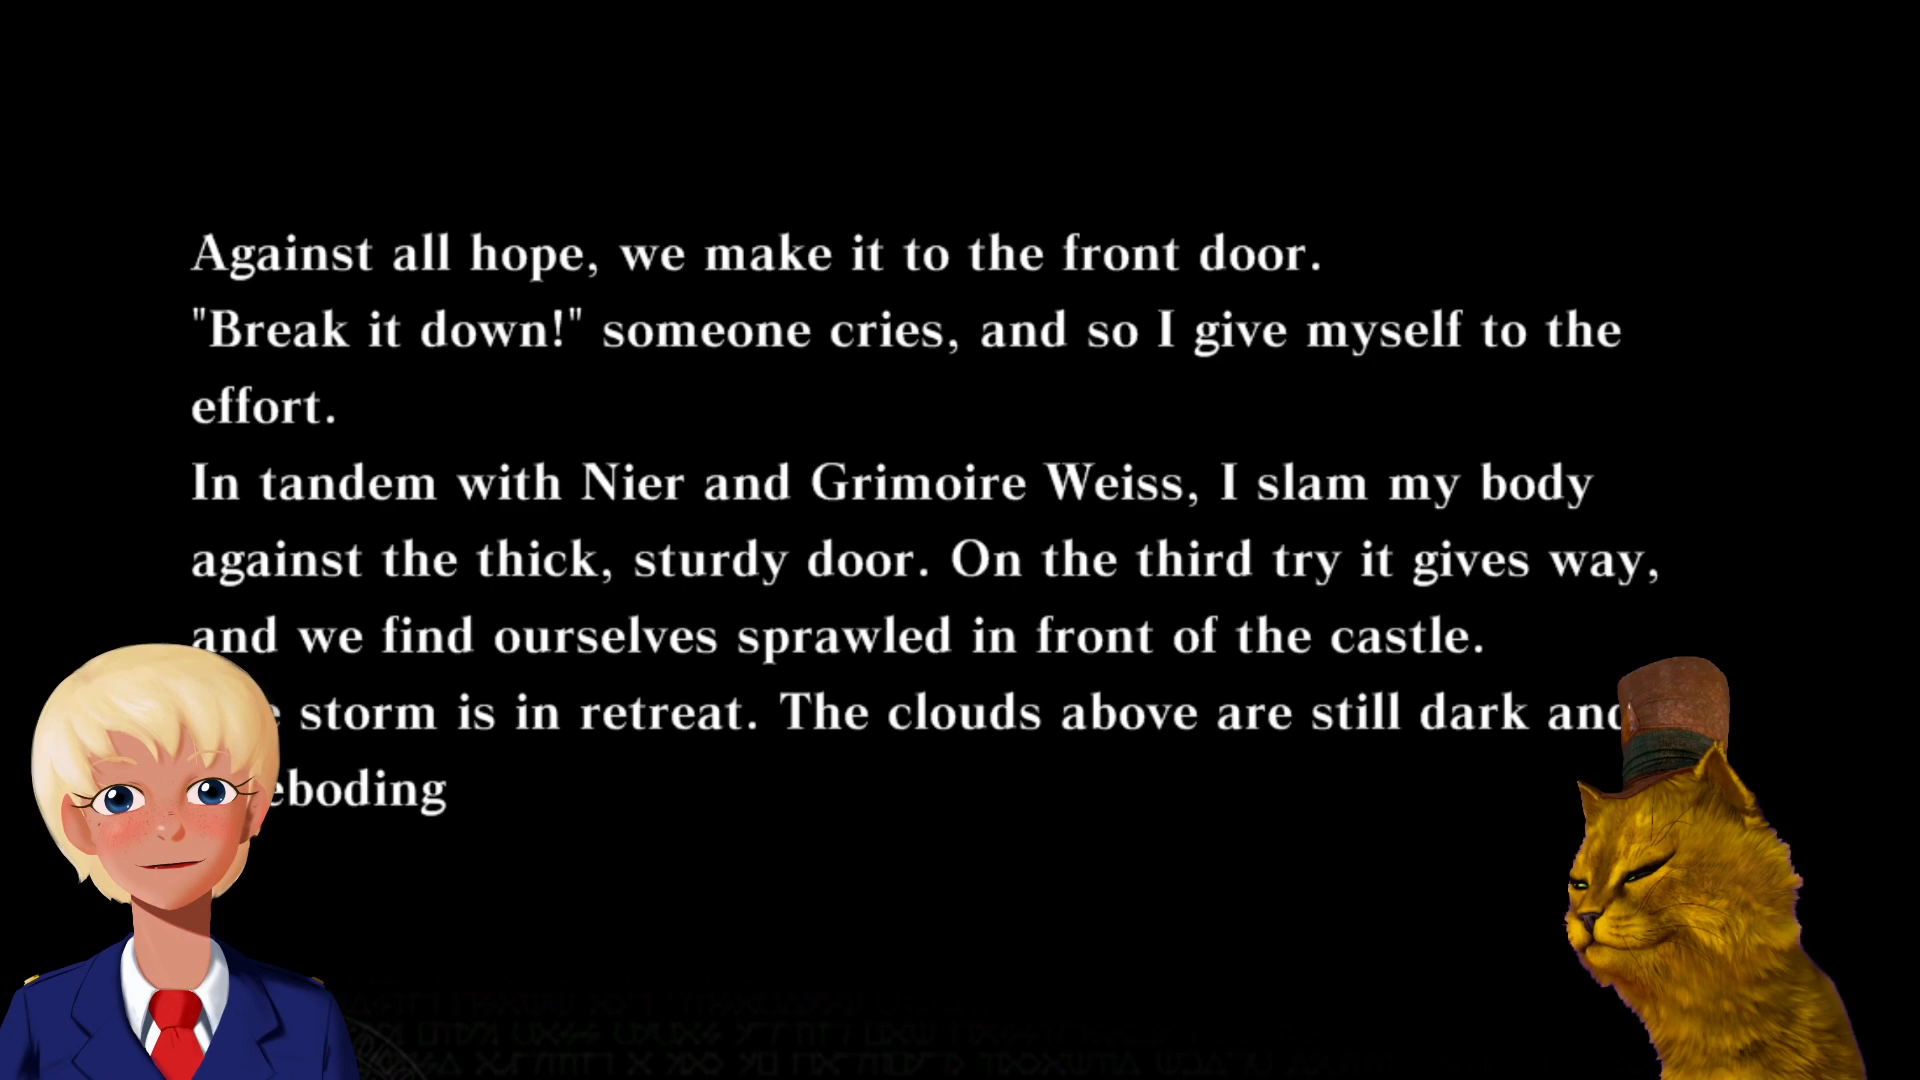 Against all hope, we make it to the front door.
"Break it down!" someone cries, and so I give myself to the
effort.
In tandem with Nier and Grimoire Weiss, I slam my body
against the thick, sturdy door. On the third try it gives way,
and we find ourselves sprawled in front of the castle.
storm is in retreat. The clouds above are still dark and
eboding